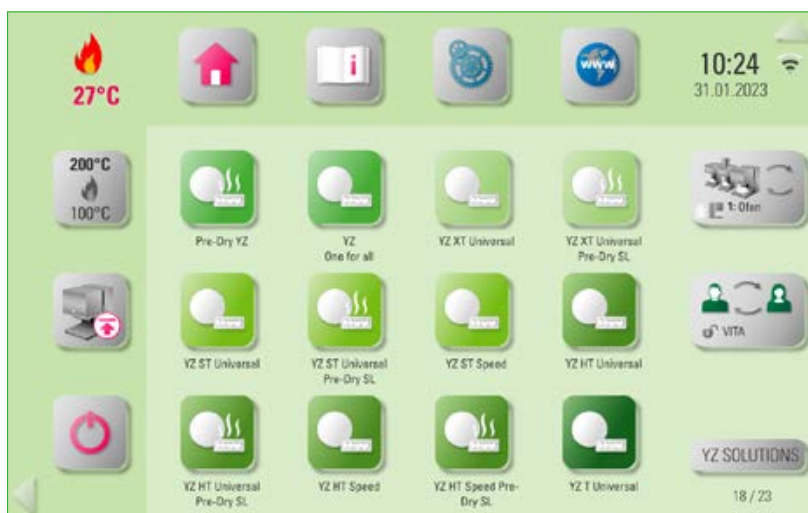 27°C
i
www
10:24
31.01.2023
200°C
100°C
Pre-Dry YZ
YZ
One for all
YZ XT Universal
YZ XT Universal
Pre-Dry SL
1: Ofen
YZ ST Universal
YZ ST Universal
Pre-Dry SL
YZ ST Speed
YZ HT Universal
VITA
YZ HT Universal
Pre-Dry SL
YZ HT Speed
YZ HT Speed Pre-
Dry SL
YZ T Universal
YZ SOLUTIONS
18 / 23